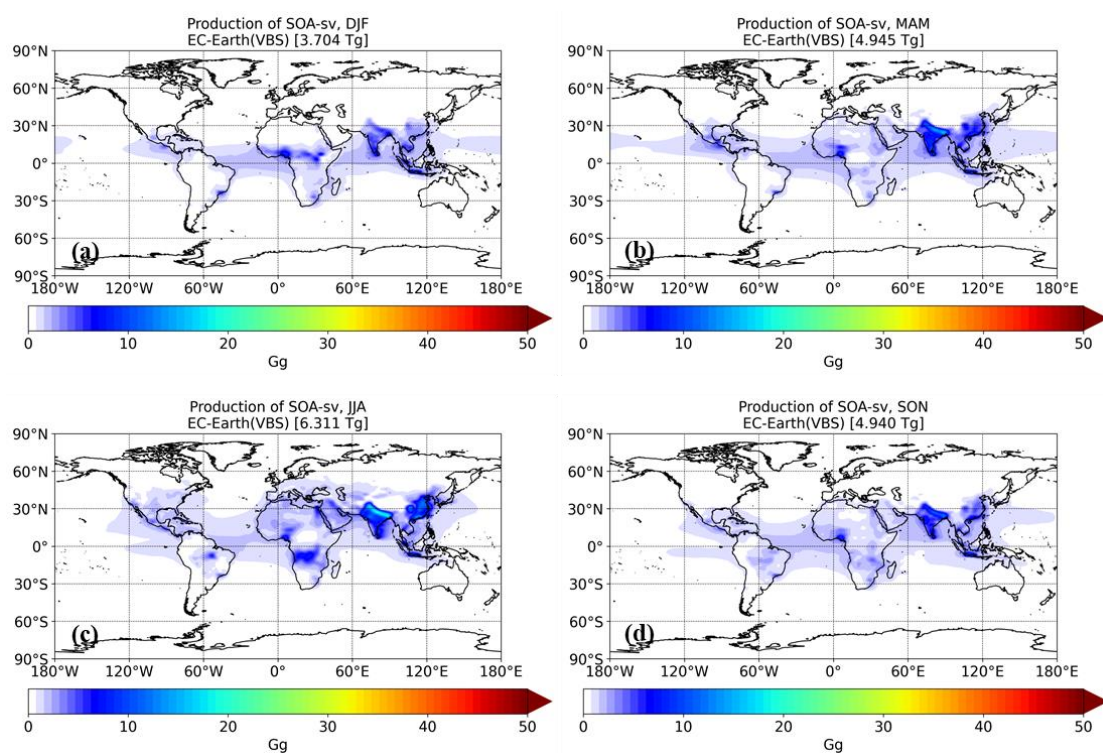 Production of SOA-sv, DJF
EC-Earth(VBS) [3.704 Tg]
90°N
60°N
30°N
0°
30°S
60°S
90°S
(a)
180°W 120°W 60°W 0° 60°E 120°E 180°E
0 10 20 30 40 50
Gg
Production of SOA-sv, MAM
EC-Earth(VBS) [4.945 Tg]
90°N
60°N
30°N
0°
30°S
60°S
90°S
(b)
180°W 120°W 60°W 0° 60°E 120°E 180°E
0 10 20 30 40 50
Gg
Production of SOA-sv, JJA
EC-Earth(VBS) [6.311 Tg]
90°N
60°N
30°N
0°
30°S
60°S
90°S
(c)
180°W 120°W 60°W 0° 60°E 120°E 180°E
0 10 20 30 40 50
Gg
Production of SOA-sv, SON
EC-Earth(VBS) [4.940 Tg]
90°N
60°N
30°N
0°
30°S
60°S
90°S
(d)
180°W 120°W 60°W 0° 60°E 120°E 180°E
0 10 20 30 40 50
Gg